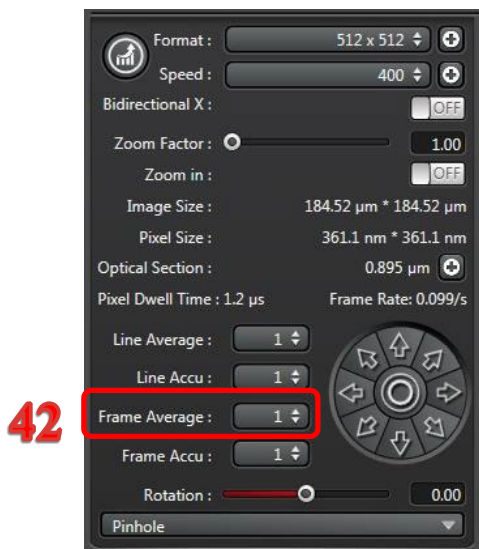 Format : 512 x 512
Speed : 400
Bidirectional X : OFF
Zoom Factor : 1.00
Zoom in : OFF
Image Size : 184.52 µm * 184.52 µm
Pixel Size : 361.1 nm * 361.1 nm
Optical Section : 0.895 µm
Pixel Dwell Time : 1.2 µs Frame Rate: 0.099/s
Line Average : 1
Line Accu : 1
42 Frame Average : 1
Frame Accu : 1
Rotation : 0.00
Pinhole